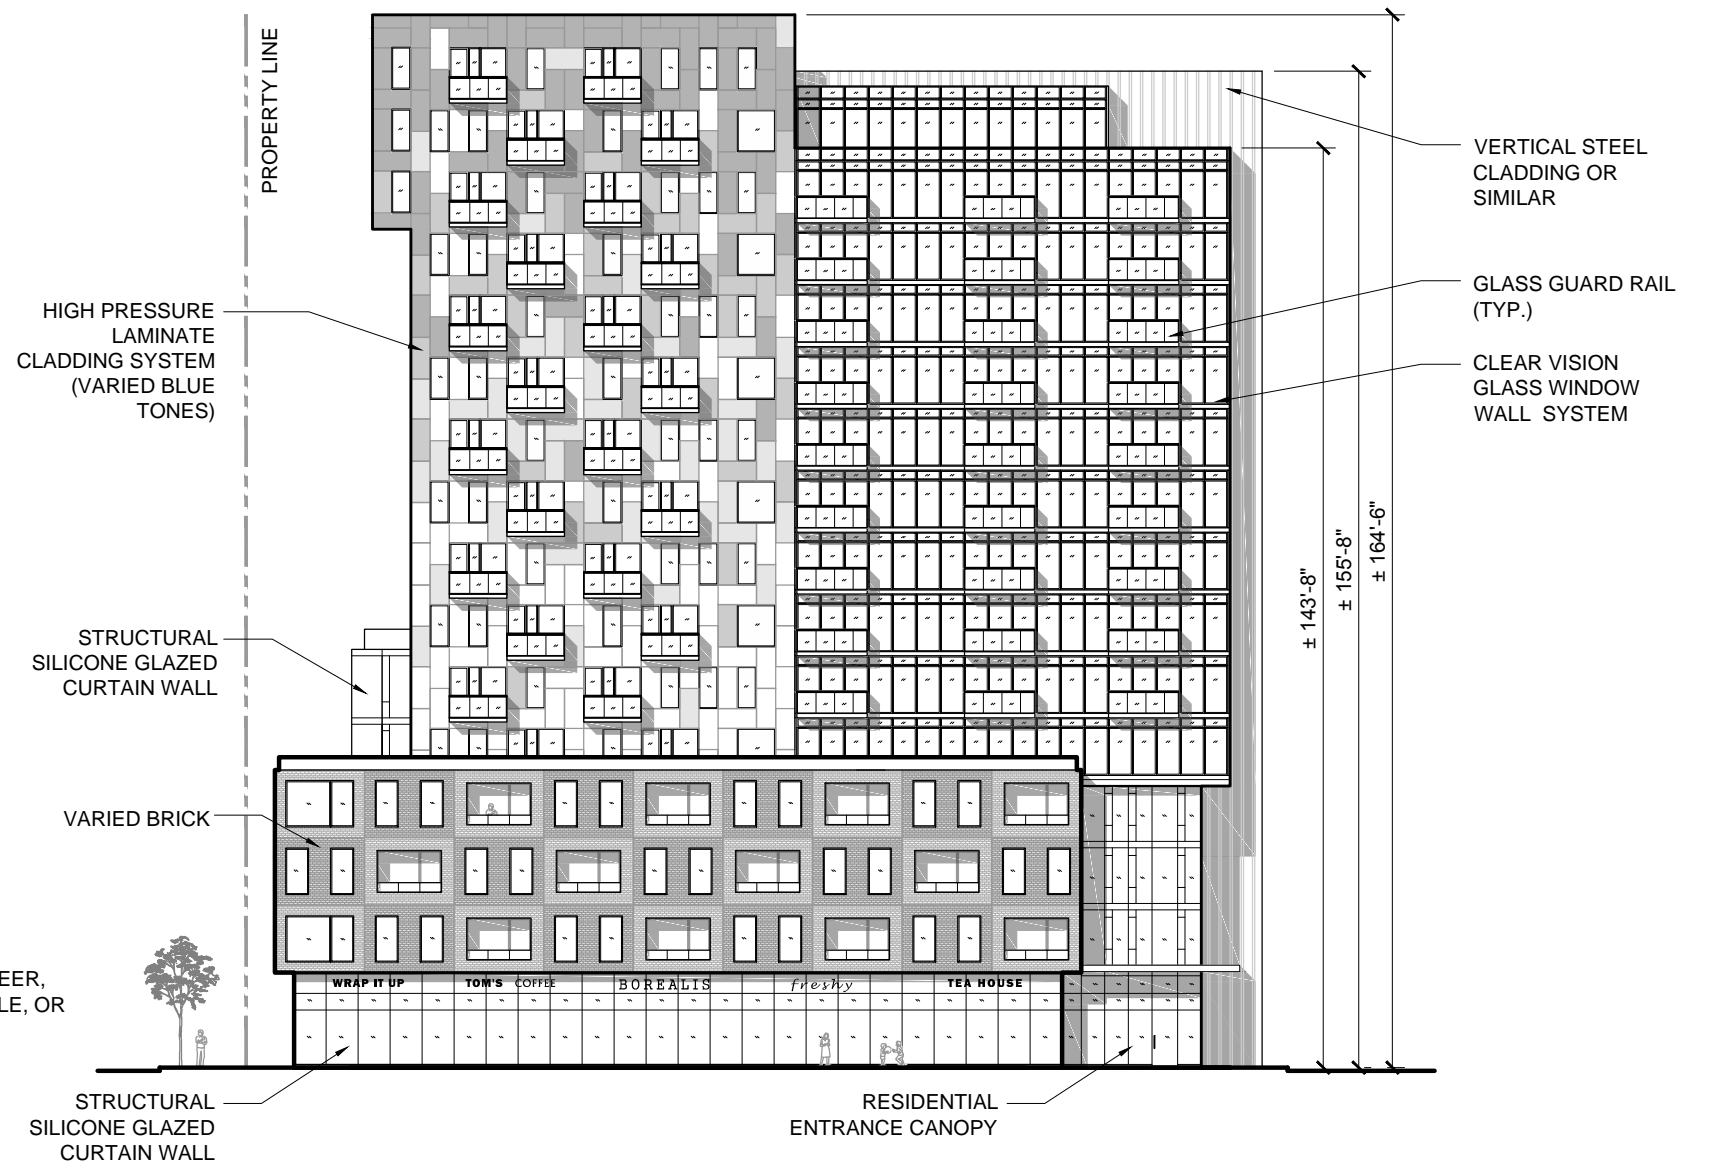 PROPERTY LINE
VERTICAL STEEL
CLADDING OR
SIMILAR
GLASS GUARD RAIL
(TYP.)
CLEAR VISION
GLASS WINDOW
WALL SYSTEM
± 143'-8"
± 155'-8"
± 164'-6"
HIGH PRESSURE
LAMINATE
CLADDING SYSTEM
(VARIED BLUE
TONES)
STRUCTURAL
SILICONE GLAZED
CURTAIN WALL
VARIED BRICK
EER,
LE, OR
WRAP IT UP
TOM'S COFFEE
BOREALIS
freshy
TEA HOUSE
STRUCTURAL
SILICONE GLAZED
CURTAIN WALL
RESIDENTIAL
ENTRANCE CANOPY